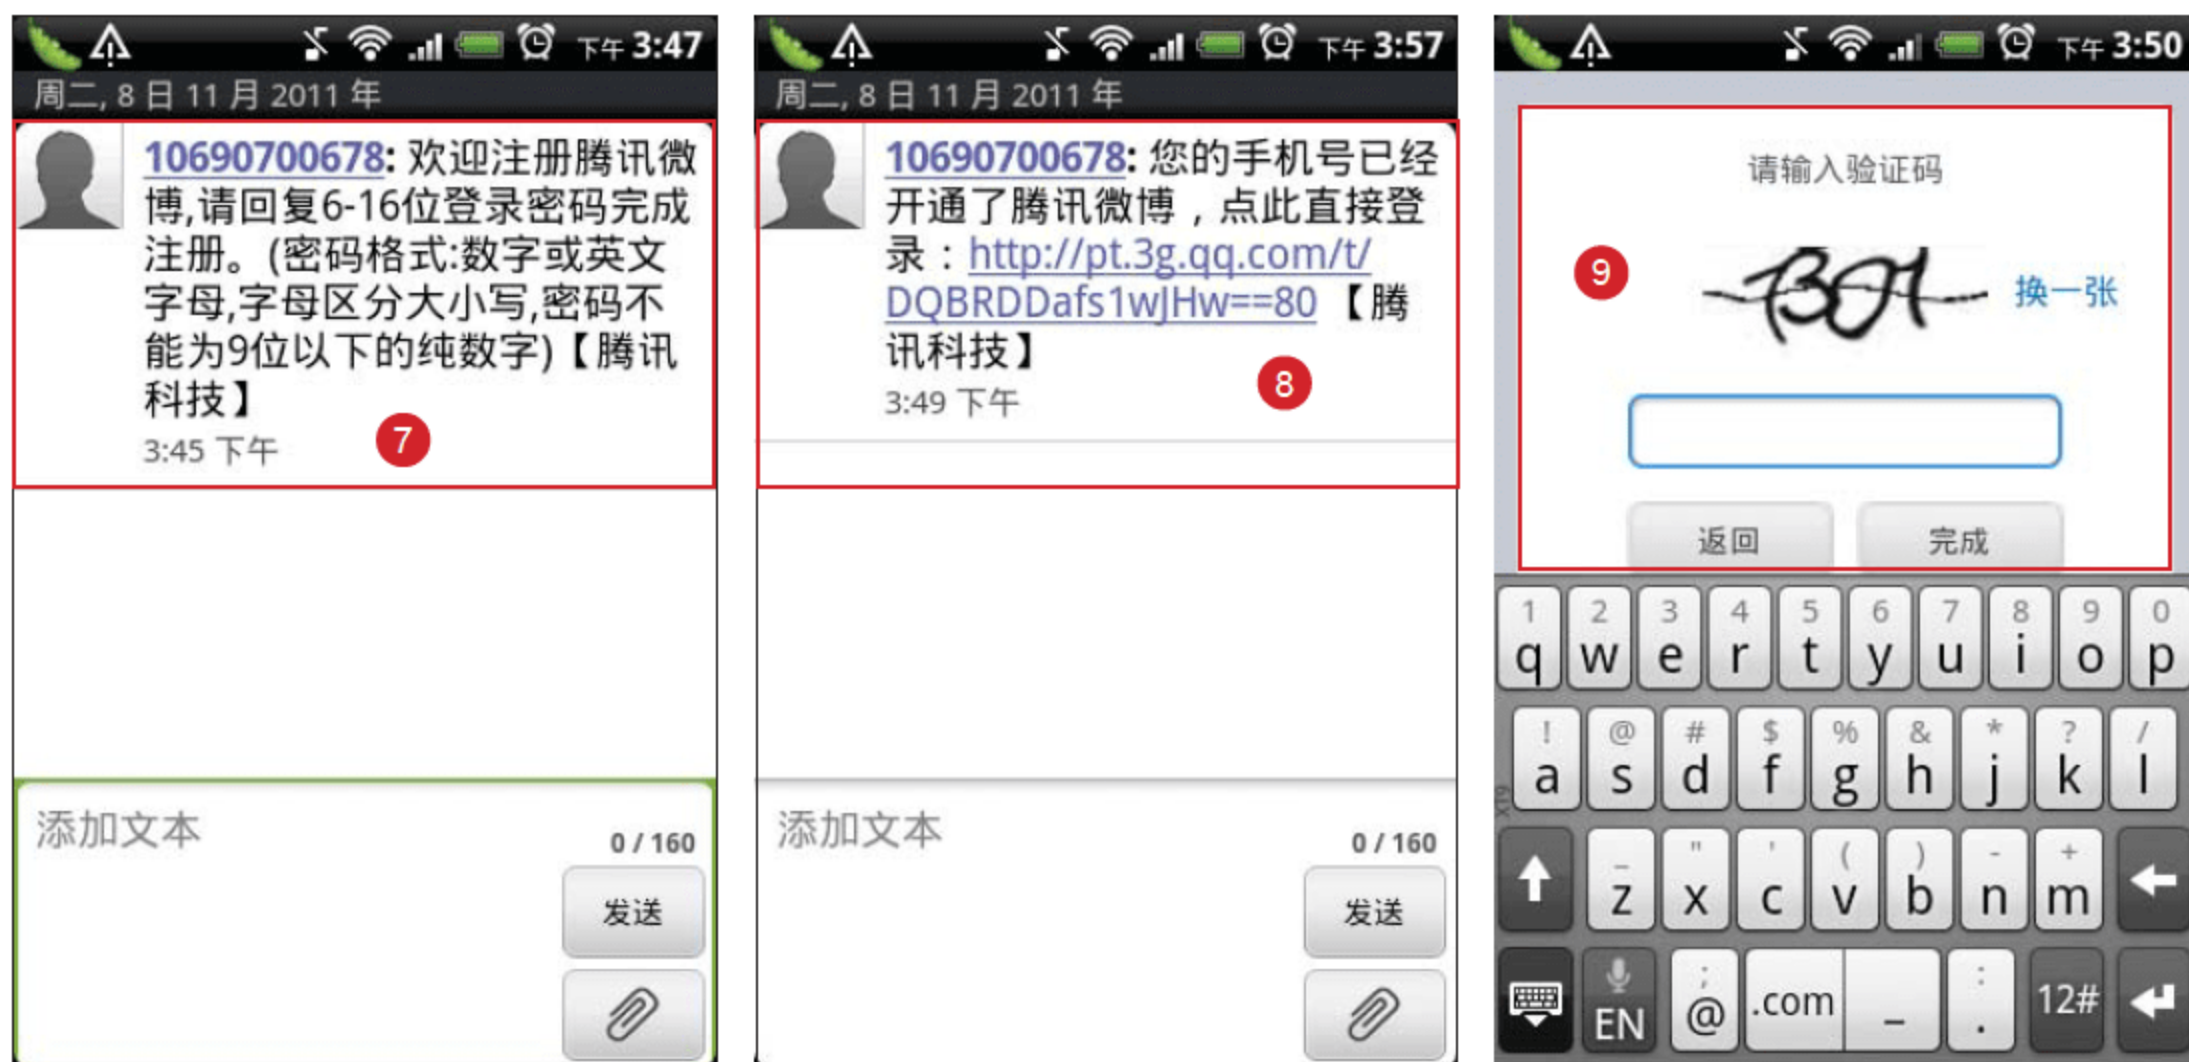 下午 3:47
周二, 8 日 11 月 2011 年
10690700678: 欢迎注册腾讯微
博,请回复6-16位登录密码完成
注册。(密码格式:数字或英文
字母,字母区分大小写,密码不
能为9位以下的纯数字)【腾讯
科技】
3:45 下午
7
添加文本
0 / 160
发送
下午 3:57
周二, 8 日 11 月 2011 年
10690700678: 您的手机号已经
开通了腾讯微博，点此直接登
录：http://pt.3g.qq.com/t/
DQBRDDafs1wJHw==80 【腾
讯科技】
3:49 下午
8
添加文本
0 / 160
发送
下午 3:50
请输入验证码
9
换一张
返回 完成
1 2 3 4 5 6 7 8 9 0
q w e r t y u i o p
! @ # $ % & * ? /
a s d f g h j k l
_ " ' ( ) - +
z x c v b n m
; :
EN @ .com _ . 12#